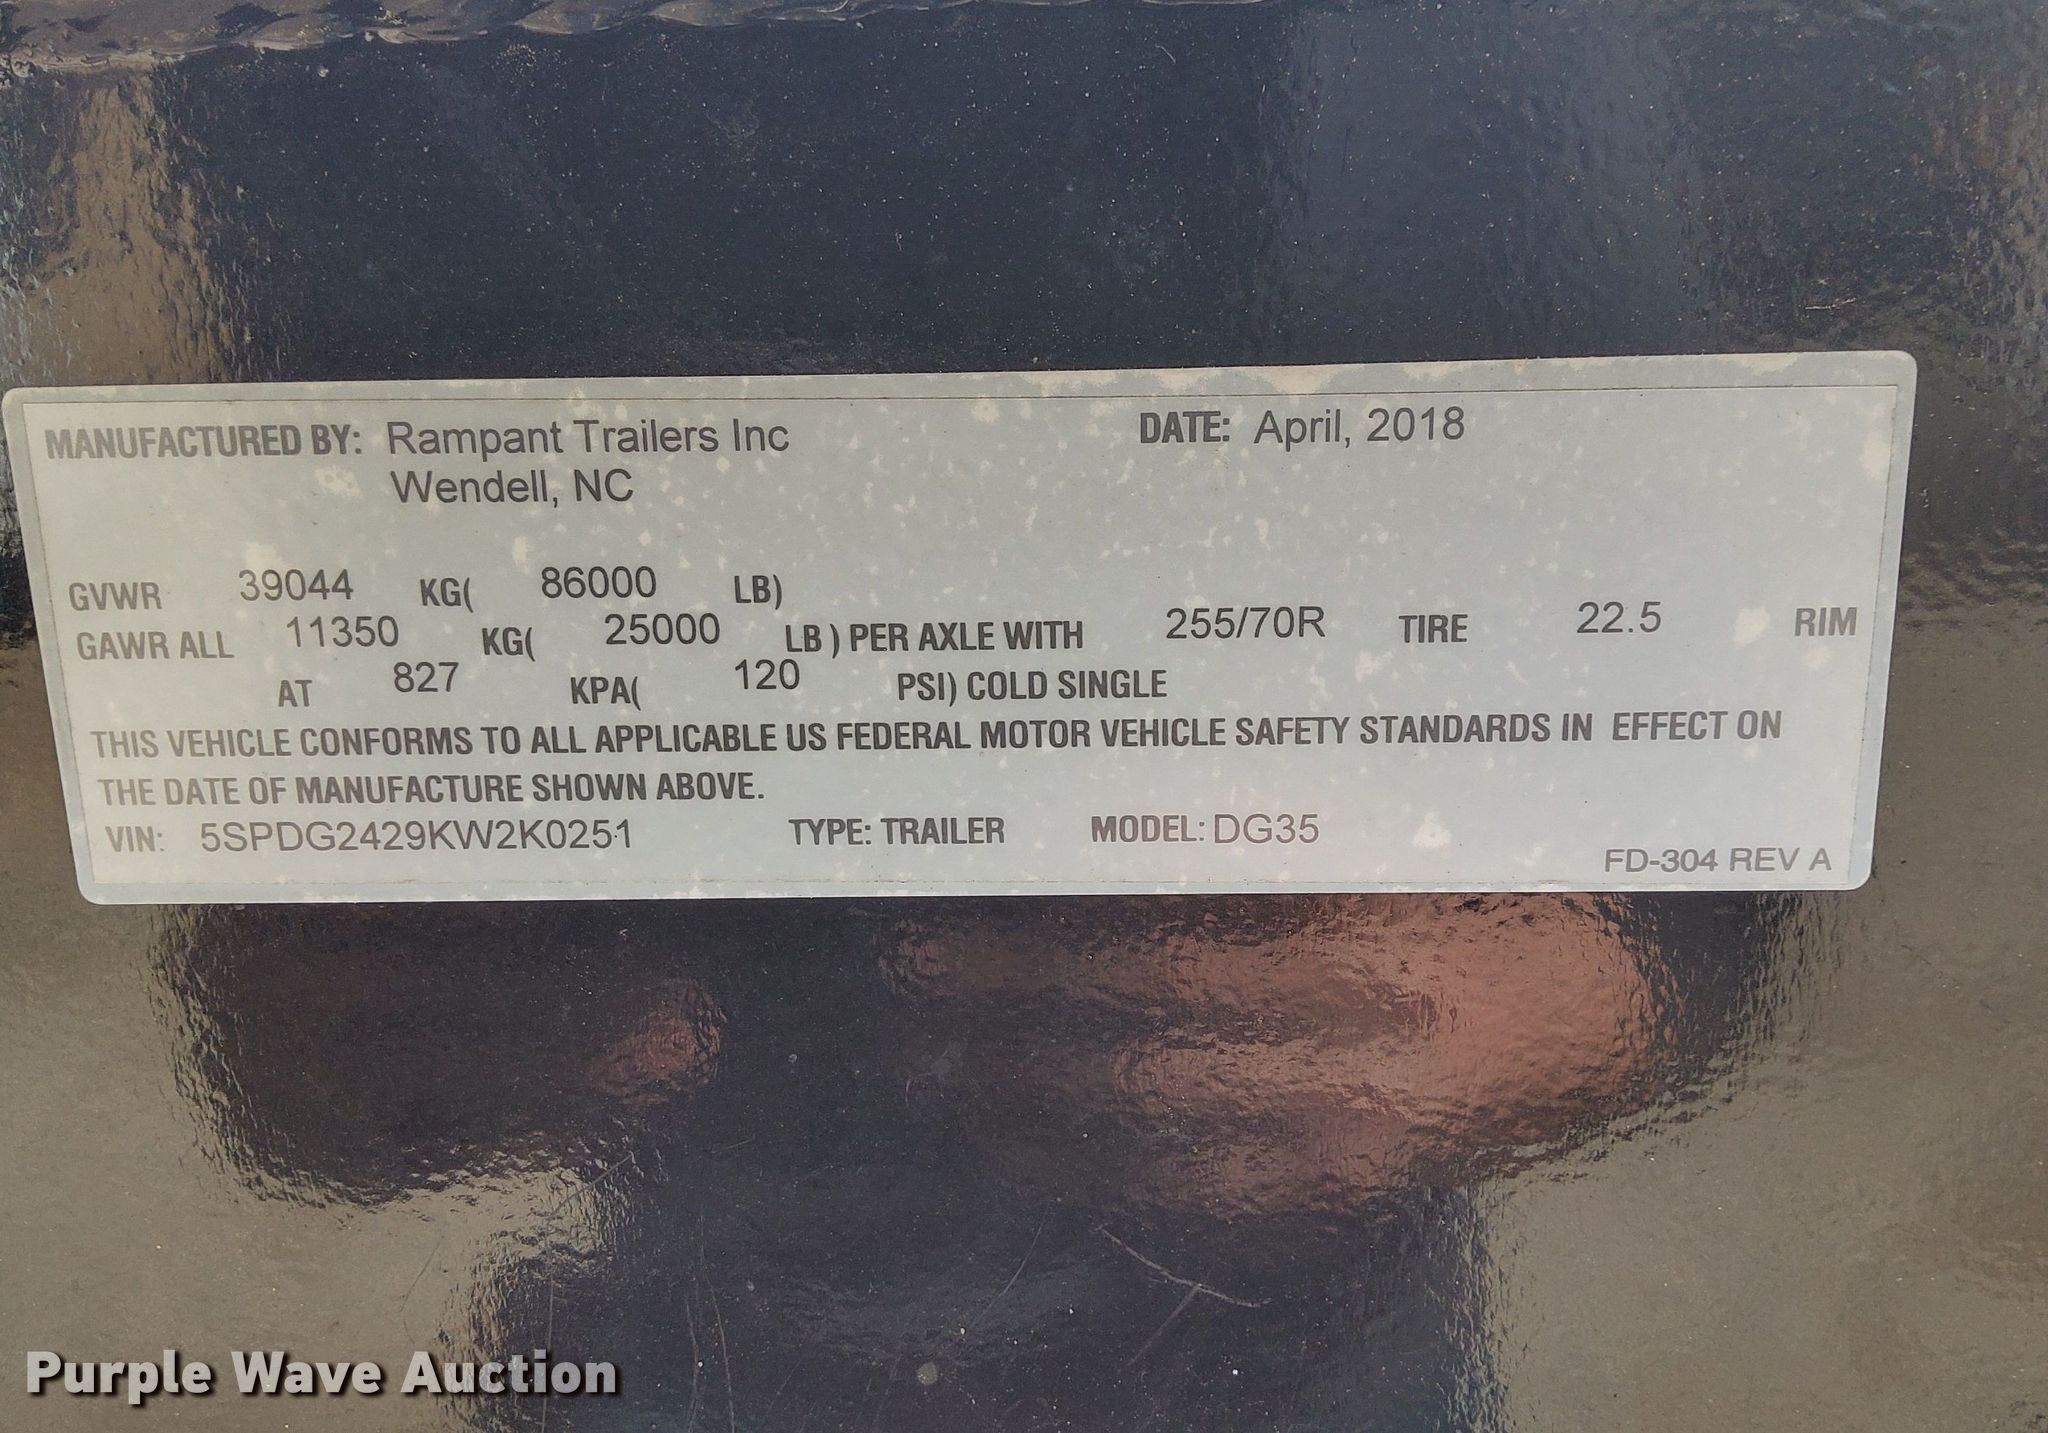 MANUFACTURED BY: Rampant Trailers Inc DATE: April, 2018
Wendell, NC
GVWR 39044 KG( 86000 LB)
GAWR ALL 11350 KG( 25000 LB ) PER AXLE WITH 255/70R TIRE 22.5 RIM
AT 827 KPA( 120 PSI) COLD SINGLE
THIS VEHICLE CONFORMS TO ALL APPLICABLE US FEDERAL MOTOR VEHICLE SAFETY STANDARDS IN EFFECT ON
THE DATE OF MANUFACTURE SHOWN ABOVE.
VIN: 5SPDG2429KW2K0251 TYPE: TRAILER MODEL: DG35
FD-304 REV A
Purple Wave Auction